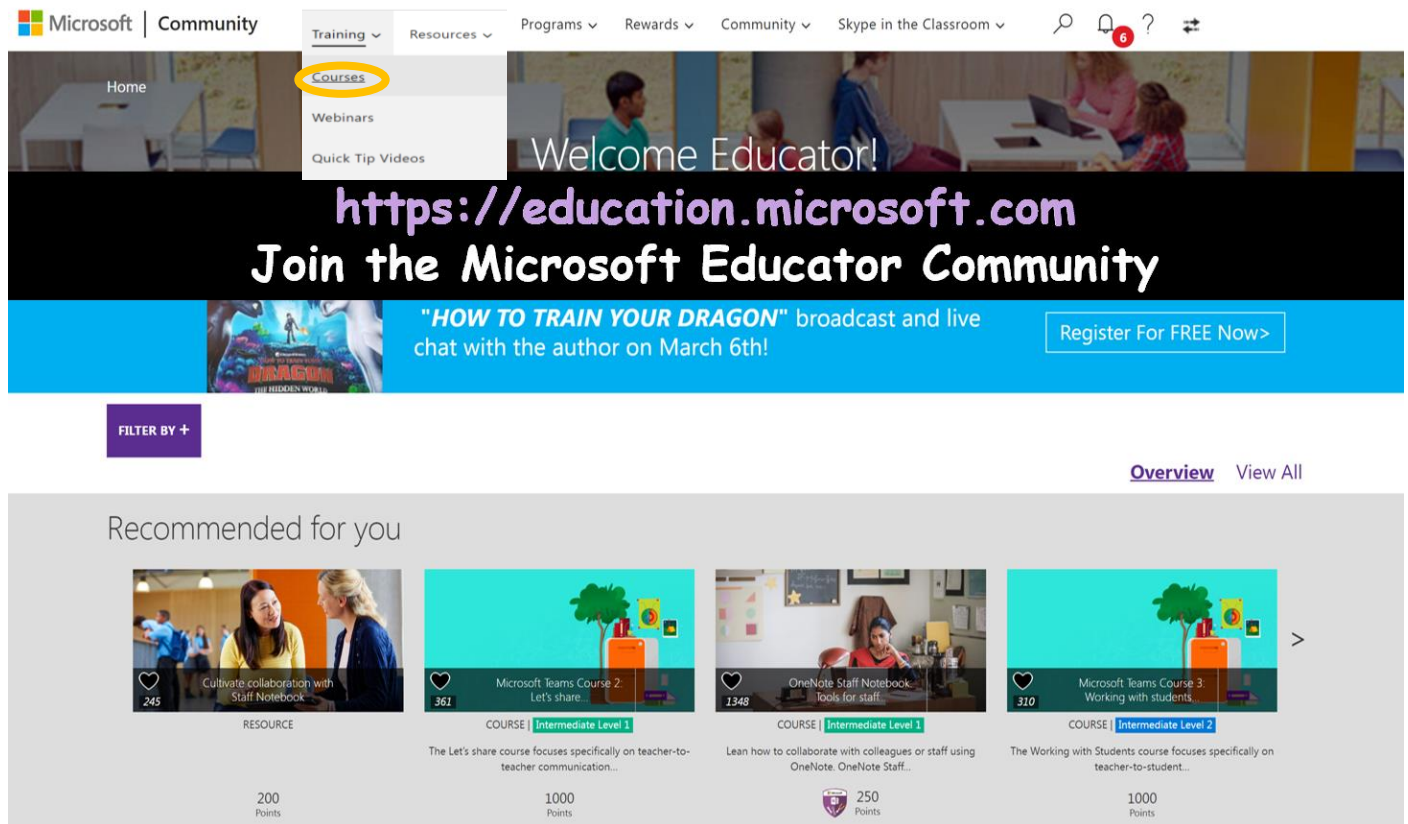 Microsoft | Community
Training
Resources
Programs
Rewards
Community
Skype in the Classroom
6
?
Home
Courses
Webinars
Quick Tip Videos
Welcome Educator!
https://education.microsoft.com
Join the Microsoft Educator Community
"HOW TO TRAIN YOUR DRAGON" broadcast and live
chat with the author on March 6th!
Register For FREE Now>
DRAGON
THE HIDDEN WORLD
FILTER BY +
Overview
View All
Recommended for you
245
Cultivate collaboration with
Staff Notebook
RESOURCE
200
Points
361
Microsoft Teams Course 2:
Let's share...
COURSE | Intermediate Level 1
The Let's share course focuses specifically on teacher-to-
teacher communication...
1000
Points
1348
OneNote Staff Notebook:
Tools for staff...
COURSE | Intermediate Level 1
Lean how to collaborate with colleagues or staff using
OneNote. OneNote Staff...
250
Points
310
Microsoft Teams Course 3:
Working with students...
COURSE | Intermediate Level 2
The Working with Students course focuses specifically on
teacher-to-student...
1000
Points
>